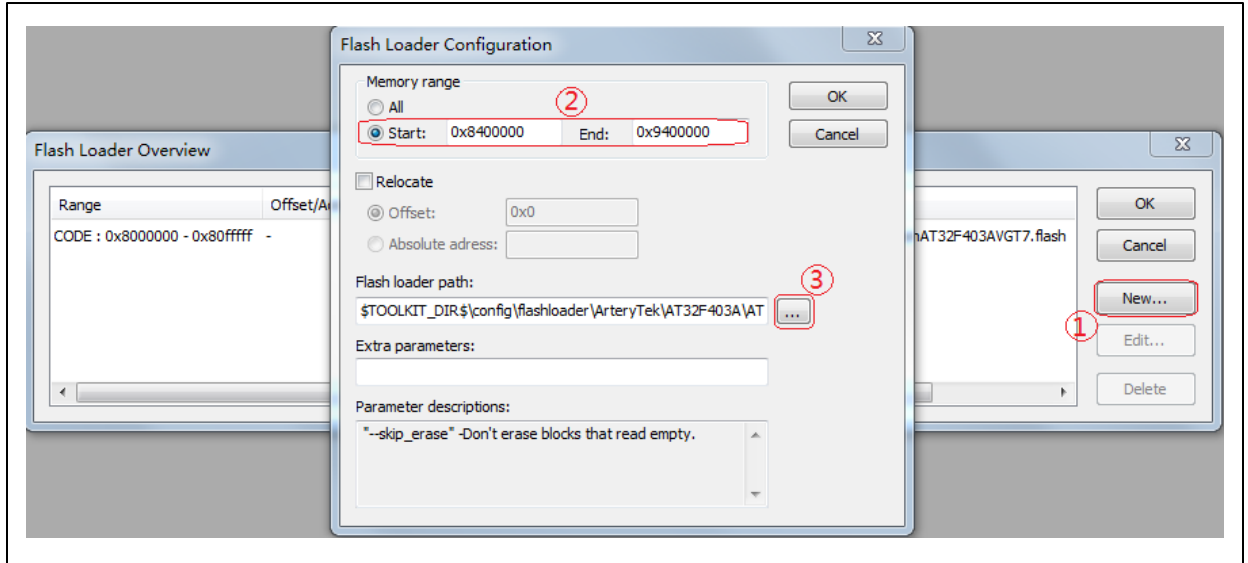 Flash Loader Configuration
Memory range
All
②
Start: 0x8400000 End: 0x9400000
OK
Cancel
Relocate
Offset: 0x0
Absolute adress:
Flash loader path:
③
$TOOLKIT_DIR$\config\flashloader\ArteryTek\AT32F403A\AT ...
Extra parameters:
Parameter descriptions:
"--skip_erase" -Don't erase blocks that read empty.
Flash Loader Overview
Range Offset/A
CODE : 0x8000000 - 0x80fffff - AT32F403AVGT7.flash
OK
Cancel
New...
①
Edit...
Delete